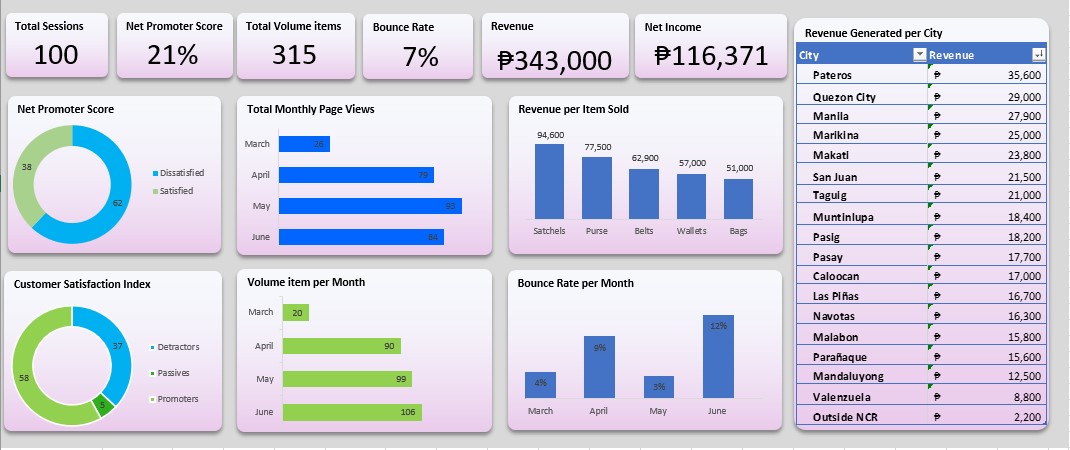 Total Sessions
100
Net Promoter Score
21%
Total Volume items
315
Bounce Rate
7%
Revenue
₱343,000
Net Income
₱116,371
Net Promoter Score
38
62
Dissatisfied
Satisfied
Total Monthly Page Views
March 26
April 79
May 93
June 84
Revenue per Item Sold
94,600
77,500
62,900
57,000
51,000
Satchels Purse Belts Wallets Bags
Customer Satisfaction Index
37
5
58
Detractors
Passives
Promoters
Volume item per Month
March 20
April 90
May 99
June 106
Bounce Rate per Month
4% 9% 3% 12%
March April May June
Revenue Generated per City
City Revenue
Pateros ₱ 35,600
Quezon City ₱ 29,000
Manila ₱ 27,900
Marikina ₱ 25,000
Makati ₱ 23,800
San Juan ₱ 21,500
Taguig ₱ 21,000
Muntinlupa ₱ 18,400
Pasig ₱ 18,200
Pasay ₱ 17,700
Caloocan ₱ 17,000
Las Piñas ₱ 16,700
Navotas ₱ 16,300
Malabon ₱ 15,800
Parañaque ₱ 15,600
Mandaluyong ₱ 12,500
Valenzuela ₱ 8,800
Outside NCR ₱ 2,200